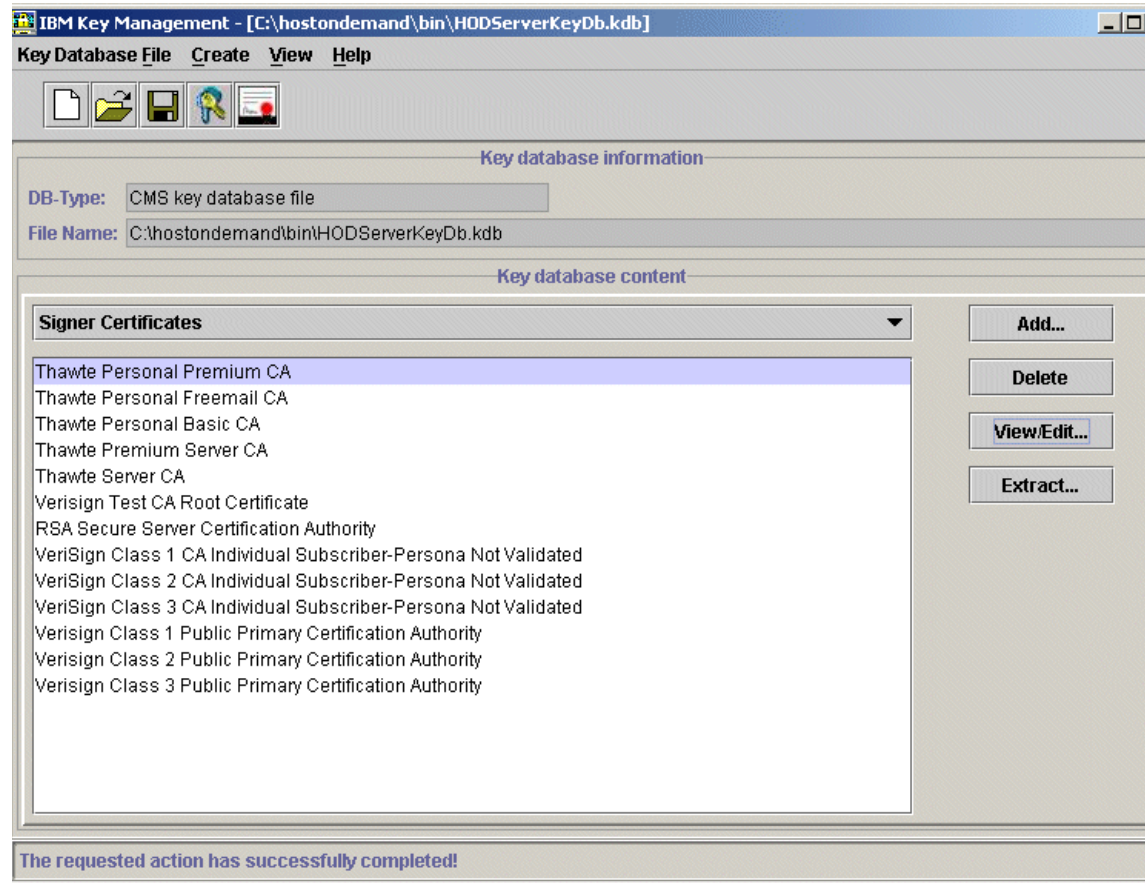 IBM Key Management - [C:\hostondemand\bin\HODServerKeyDb.kdb]
Key Database File Create View Help
Key database information
DB-Type: CMS key database file
File Name: C:\hostondemand\bin\HODServerKeyDb.kdb
Key database content
Signer Certificates
Add...
Thawte Personal Premium CA
Delete
Thawte Personal Freemail CA
Thawte Personal Basic CA
View/Edit...
Thawte Premium Server CA
Thawte Server CA
Extract...
Verisign Test CA Root Certificate
RSA Secure Server Certification Authority
VeriSign Class 1 CA Individual Subscriber-Persona Not Validated
VeriSign Class 2 CA Individual Subscriber-Persona Not Validated
VeriSign Class 3 CA Individual Subscriber-Persona Not Validated
Verisign Class 1 Public Primary Certification Authority
Verisign Class 2 Public Primary Certification Authority
Verisign Class 3 Public Primary Certification Authority
The requested action has successfully completed!